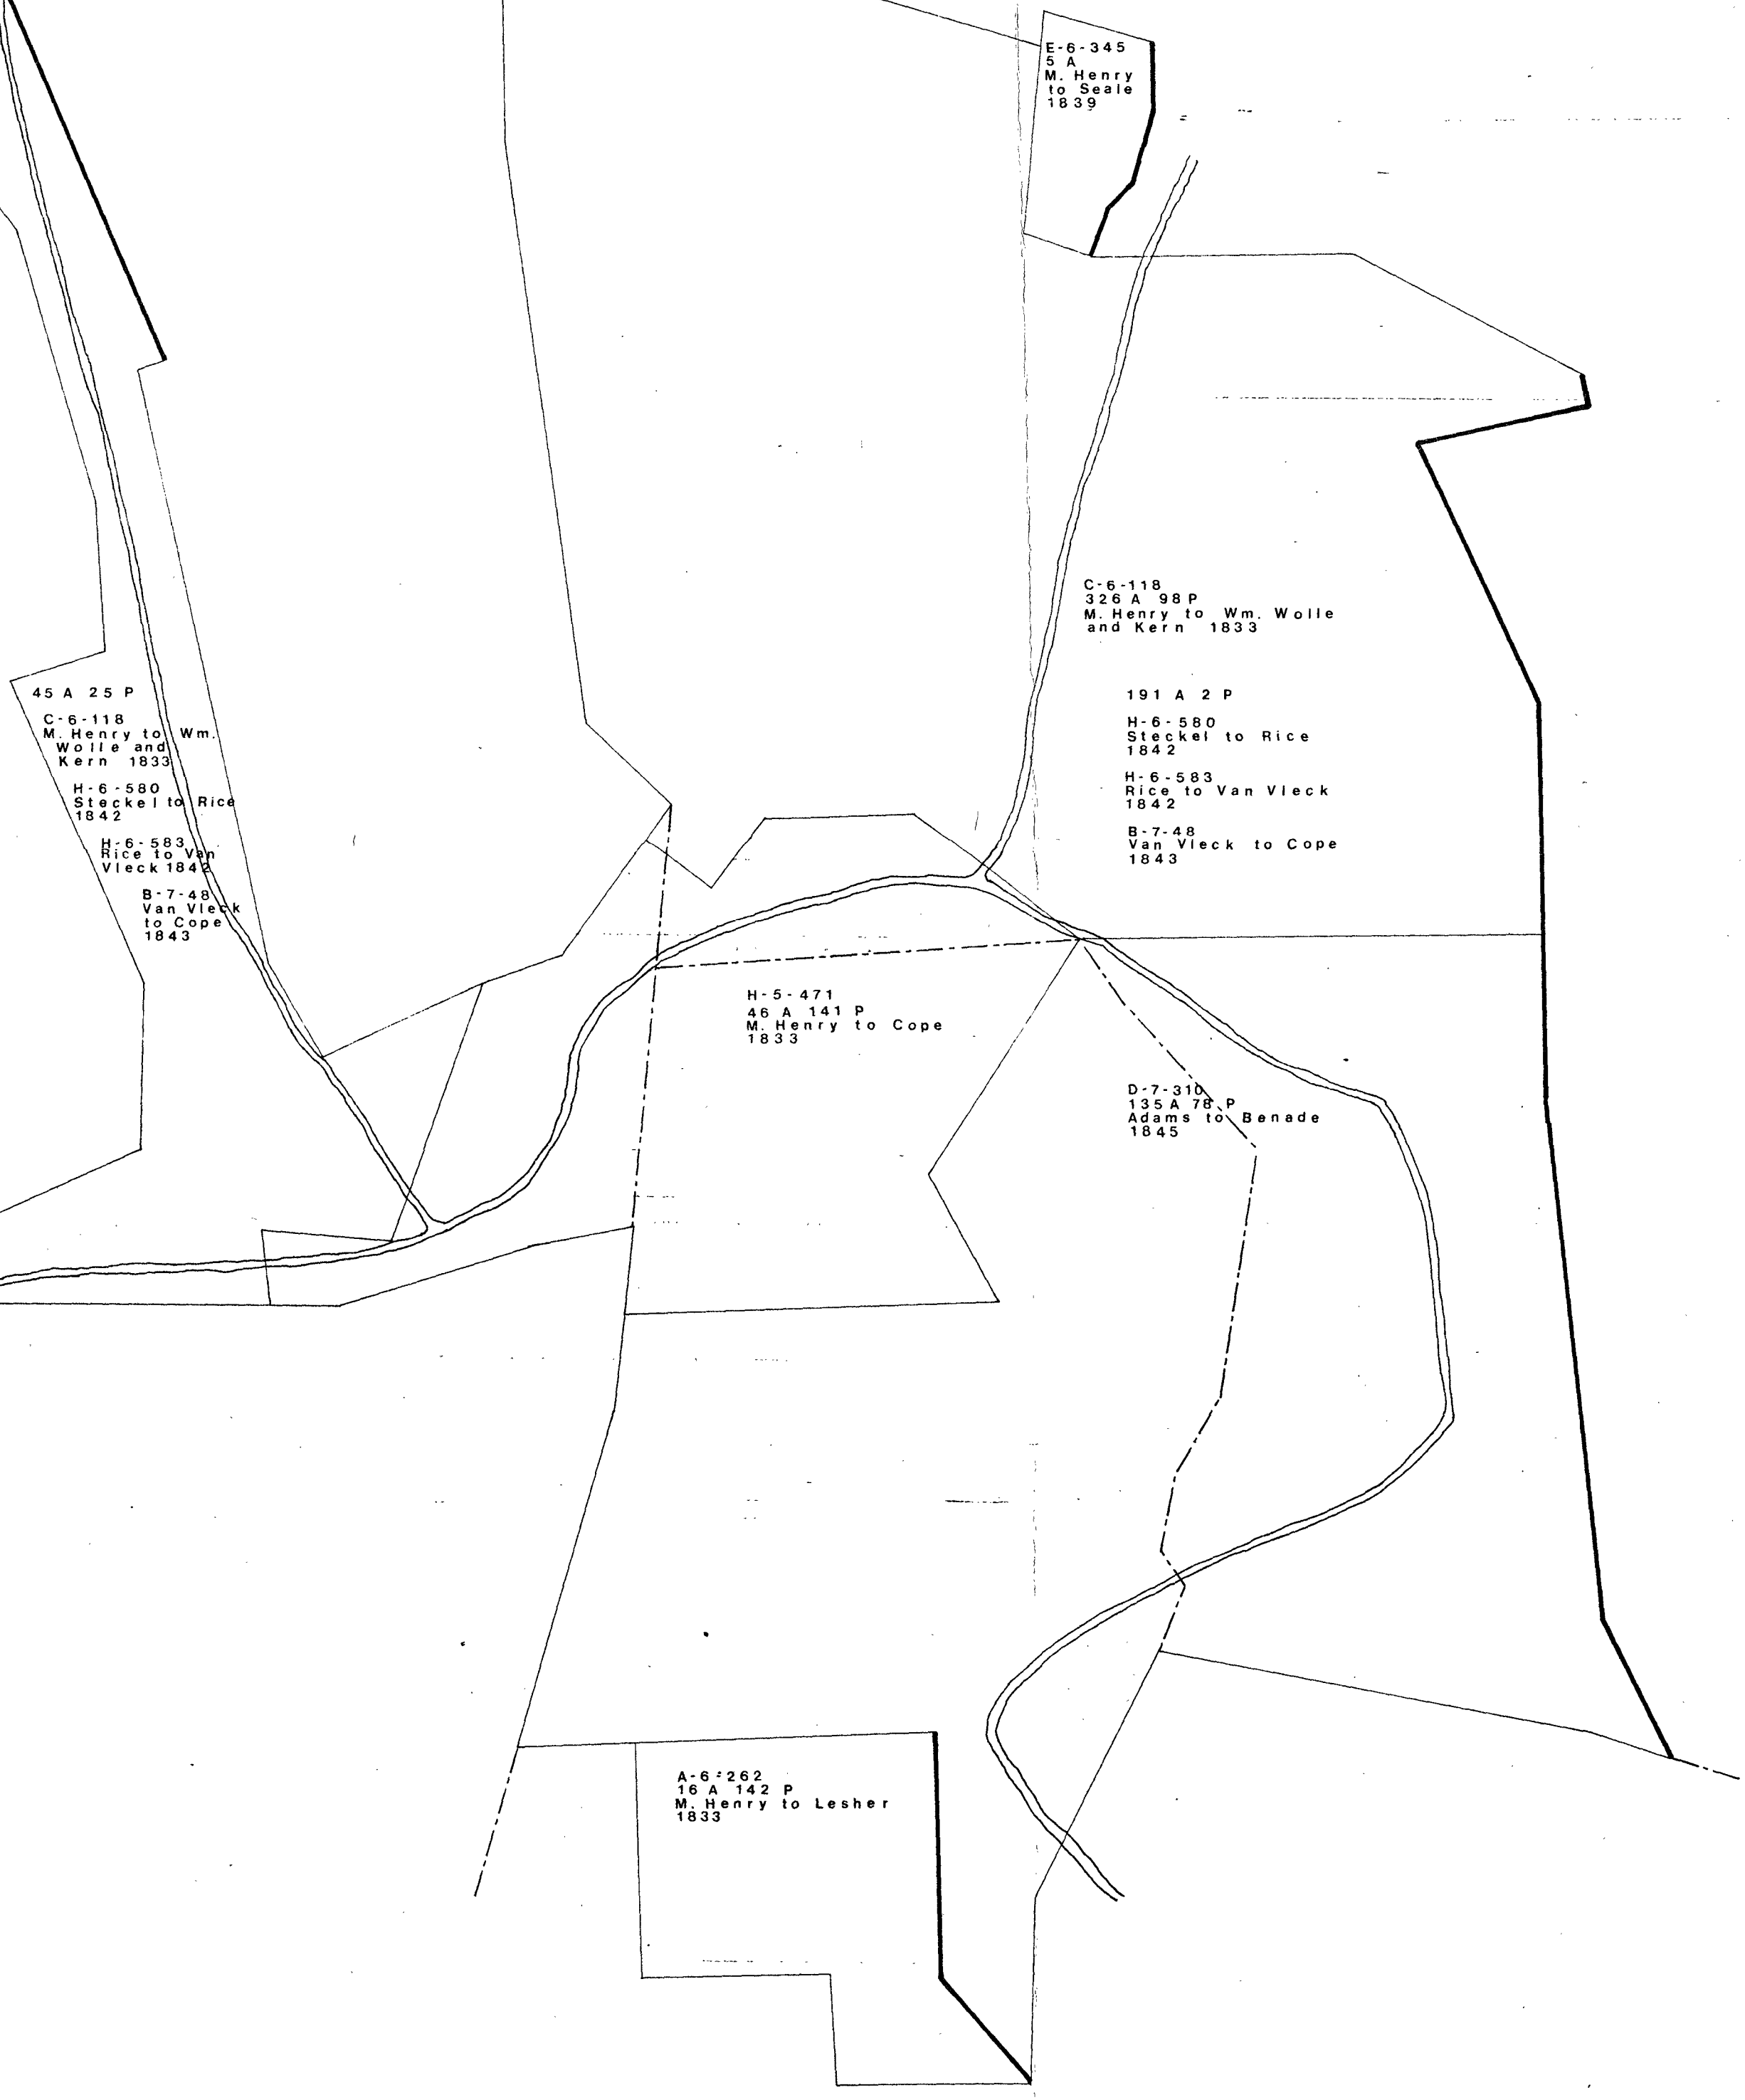 E-6-345
5 A
M. Henry
to Seale
1839
C-6-118
326 A 98 P
M. Henry to Wm. Wolle
and Kern 1833
191 A 2 P
H-6-580
Steckel to Rice
1842
H-6-583
Rice to Van Vleck
1842
B-7-48
Van Vleck to Cope
1843
45 A 25 P
C-6-118
M. Henry to Wm.
Wolle and
Kern 1833
H-6-580
Steckel to Rice
1842
H-6-583
Rice to Van
Vleck 1842
B-7-48
Van Vleck
to Cope
1843
H-5-471
46 A 141 P
M. Henry to Cope
1833
D-7-310
135 A 78 P
Adams to Benade
1845
A-6-262
16 A 142 P
M. Henry to Lesher
1833